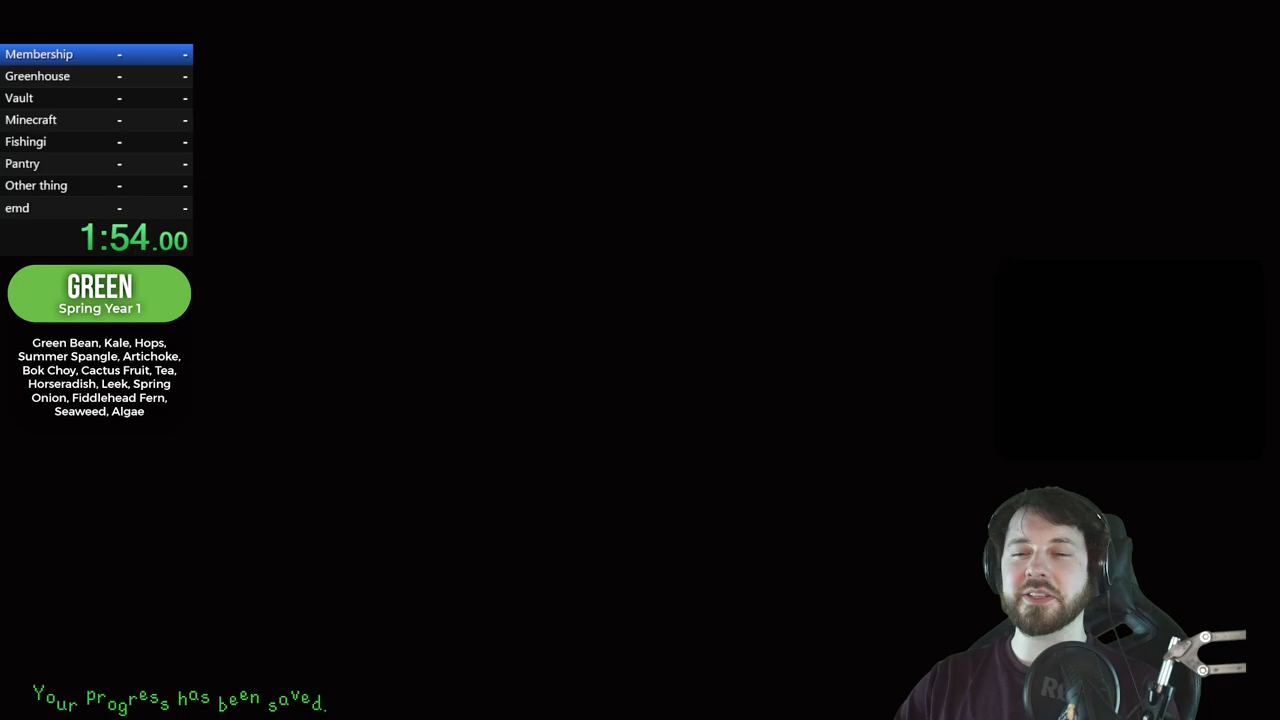 Membership - -
Greenhouse - -
Vault - -
Minecraft - -
Fishingi - -
Pantry - -
Other thing - -
emd - -
1:54.00
GREEN
Spring Year 1
Green Bean, Kale, Hops,
Summer Spangle, Artichoke,
Bok Choy, Cactus Fruit, Tea,
Horseradish, Leek, Spring
Onion, Fiddlehead Fern,
Seaweed, Algae
Your progress has been saved.